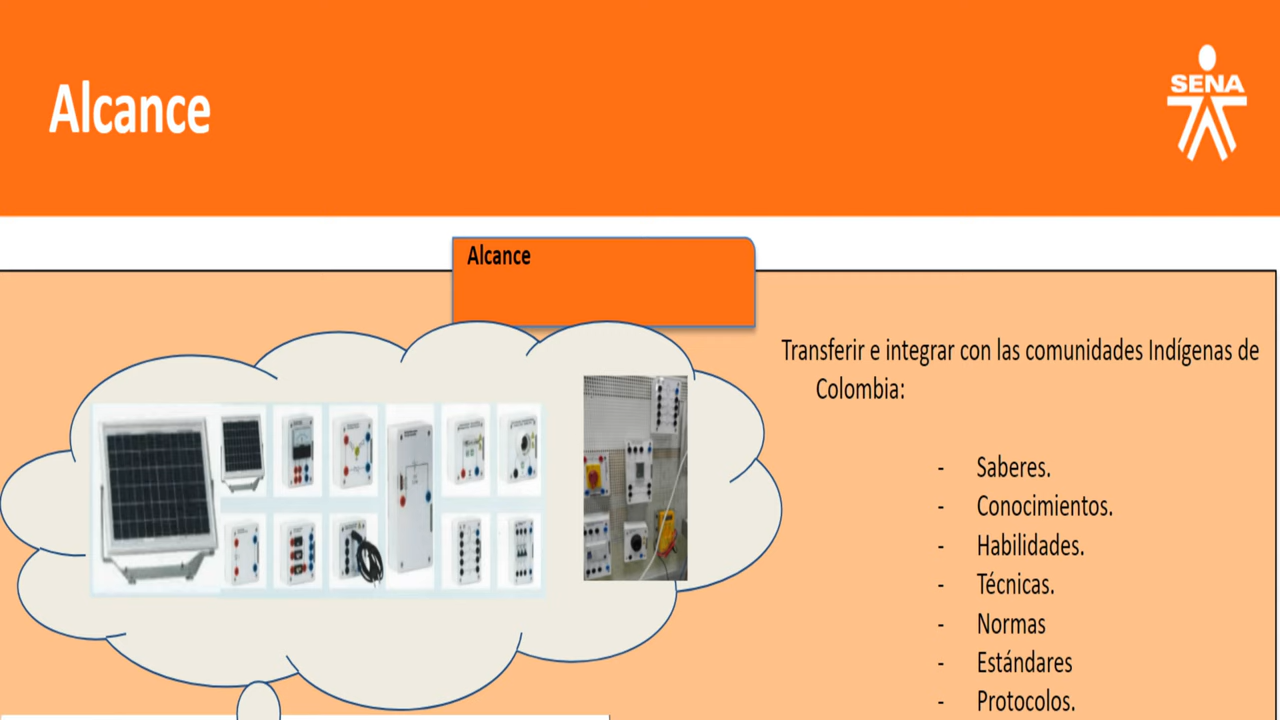 Alcance
SENA
Alcance
Transferir e integrar con las comunidades Indígenas de
Colombia:
- Saberes.
- Conocimientos.
- Habilidades.
- Técnicas.
- Normas
- Estándares
- Protocolos.